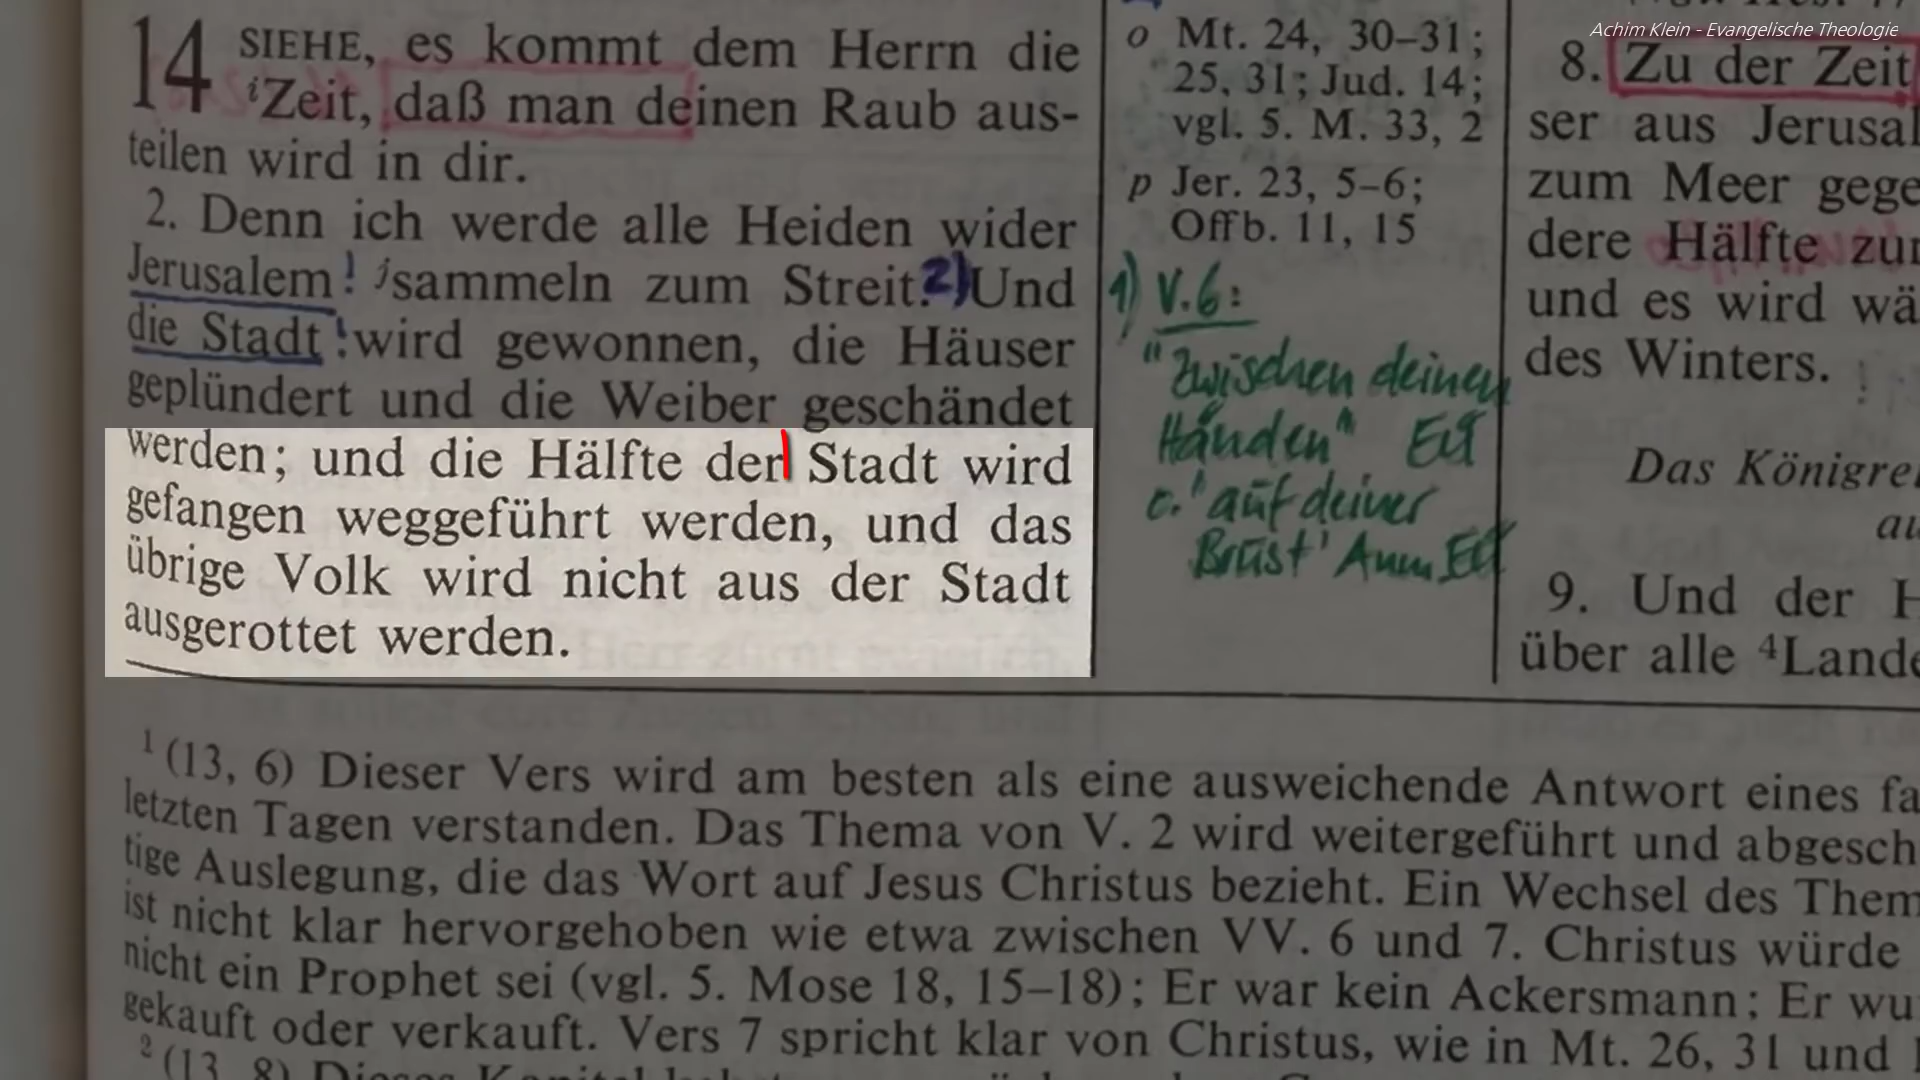 Achim Klein - Evangelische Theologie
14 SIEHE, es kommt dem Herrn die
iZeit, daß man deinen Raub aus-
teilen wird in dir.
2. Denn ich werde alle Heiden wider
Jerusalem! jsammeln zum Streit. 2) Und
die Stadt! wird gewonnen, die Häuser
geplündert und die Weiber geschändet
werden; und die Hälfte der Stadt wird
gefangen weggeführt werden, und das
übrige Volk wird nicht aus der Stadt
ausgerottet werden.
o Mt. 24, 30–31;
25, 31; Jud. 14;
vgl. 5. M. 33, 2
p Jer. 23, 5–6;
Offb. 11, 15
1) V.6:
"Zwischen deinen
Händen"
'auf deiner
Brust' Anm.
8. Zu der Zeit
ser aus Jerusal
zum Meer gege
dere Hälfte zur
und es wird wä
des Winters.
Das Königre
au
9. Und der H
über alle 4Lande
1 (13, 6) Dieser Vers wird am besten als eine ausweichende Antwort eines fa
letzten Tagen verstanden. Das Thema von V. 2 wird weitergeführt und abgesch
tige Auslegung, die das Wort auf Jesus Christus bezieht. Ein Wechsel des Them
ist nicht klar hervorgehoben wie etwa zwischen VV. 6 und 7. Christus würde
nicht ein Prophet sei (vgl. 5. Mose 18, 15–18); Er war kein Ackersmann; Er wu
gekauft oder verkauft. Vers 7 spricht klar von Christus, wie in Mt. 26, 31 und
2 (13, 8) Dieses Kapitel